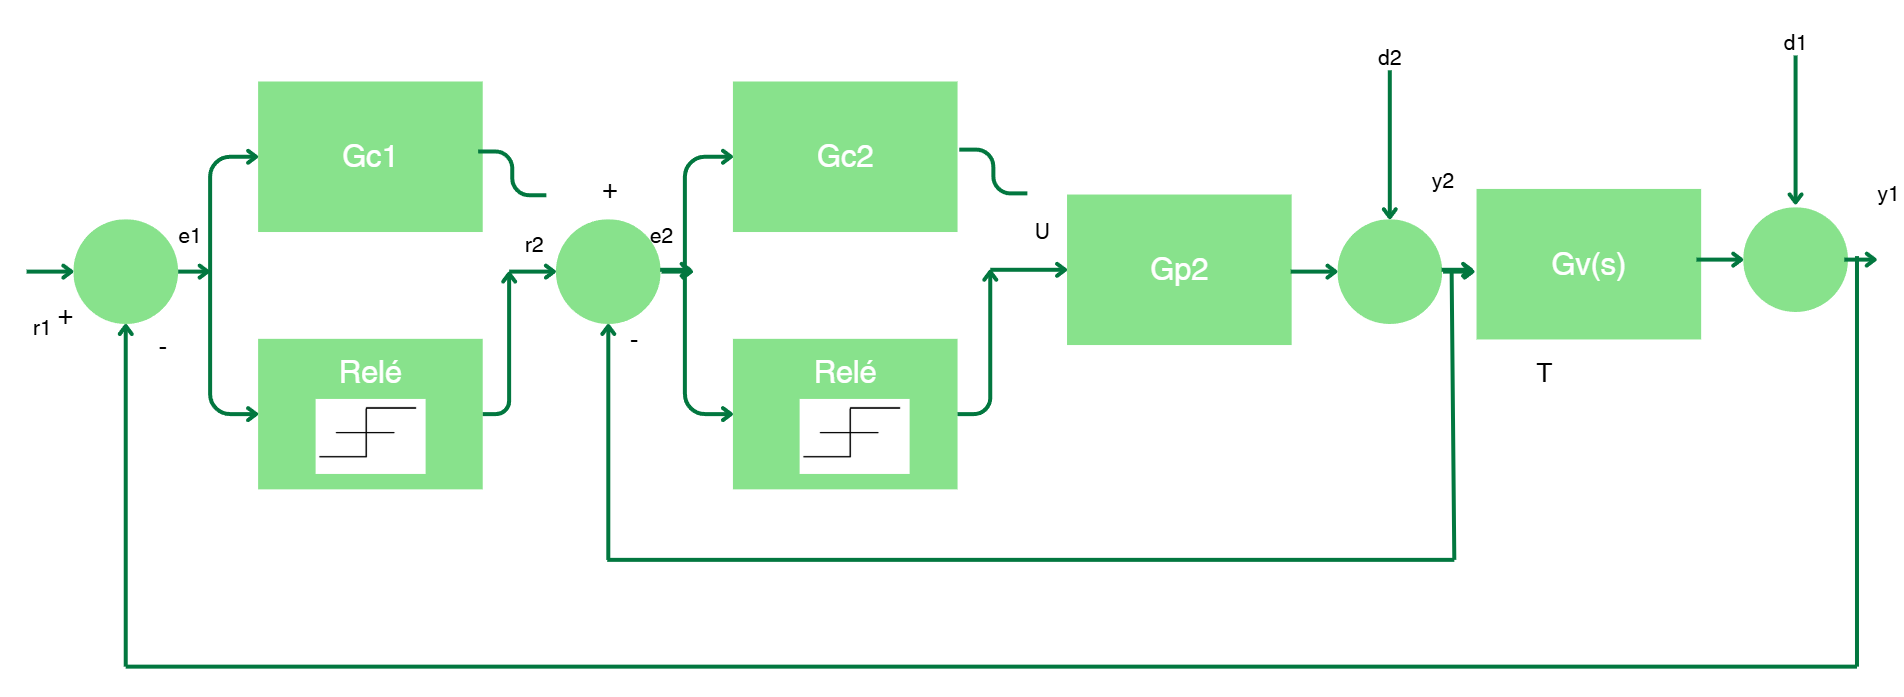 d1
d2
Gc1
Gc2
y2
y1
+
e1
r2
e2
U
Gp2
Gv(s)
r1 +
-
-
Relé
Relé
T